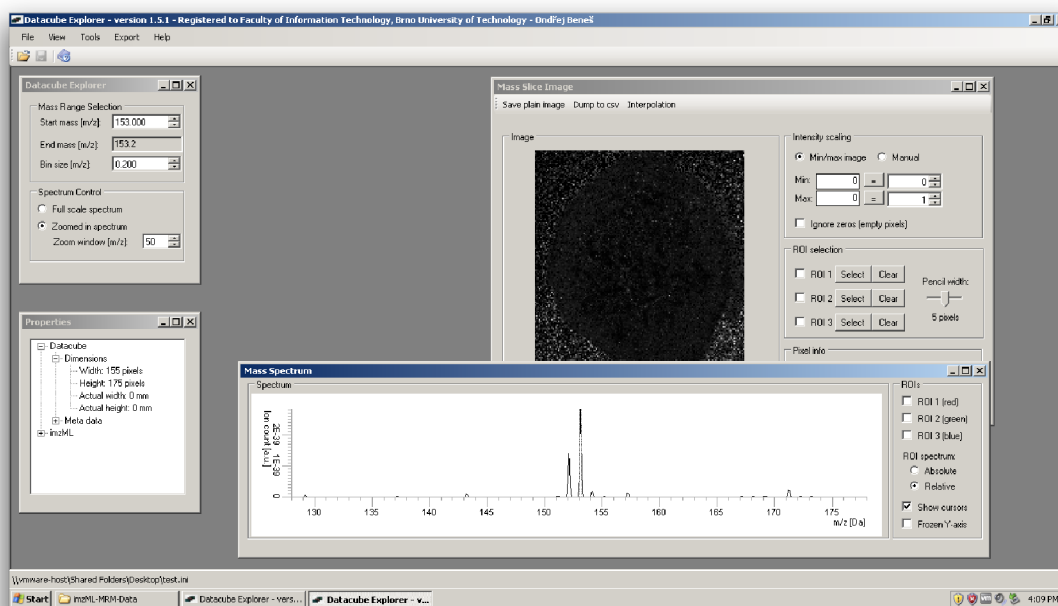 Datacube Explorer - version 1.5.1 - Registered to Faculty of Information Technology, Brno University of Technology - Ondřej Beneš
File View Tools Export Help
Datacube Explorer
Mass Range Selection
Start mass [m/z]: 153.000
End mass [m/z]: 153.2
Bin size [m/z]: 0.200
Spectrum Control
Full scale spectrum
Zoomed in spectrum
Zoom window [m/z]: 50
Mass Slice Image
Save plain image Dump to csv Interpolation
Image
Intensity scaling
Min/max image Manual
Min: 0 = 0
Max: 0 = 1
Ignore zeros (empty pixels)
ROI selection
ROI 1 Select Clear
ROI 2 Select Clear
ROI 3 Select Clear
Pencil width:
5 pixels
Pixel info
Properties
Datacube
Dimensions
Width: 155 pixels
Height: 175 pixels
Actual width: 0 mm
Actual height: 0 mm
Meta data
imzML
Mass Spectrum
Spectrum
Ion count [a.u.]
2E-39
1E-39
0
130 135 140 145 150 155 160 165 170 175
m/z [Da]
ROIs
ROI 1 (red)
ROI 2 (green)
ROI 3 (blue)
ROI spectrum:
Absolute
Relative
Show cursors
Frozen Y-axis
\\vmware-host\Shared Folders\Desktop\test.ini
Start imzML-MRM-Data Datacube Explorer - vers... Datacube Explorer - v... 4:09 PM